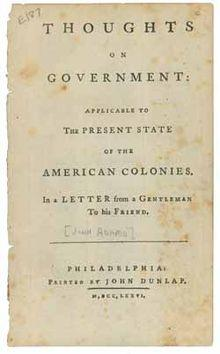 E187
THOUGHTS
ON
GOVERNMENT:
APPLICABLE TO
THE PRESENT STATE
OF THE
AMERICAN COLONIES.
In a LETTER from a GENTLEMAN
To his FRIEND.
[JOHN ADAMS]
PHILADELPHIA:
PRINTED BY JOHN DUNLAP.
M,DCC,LXXVI.